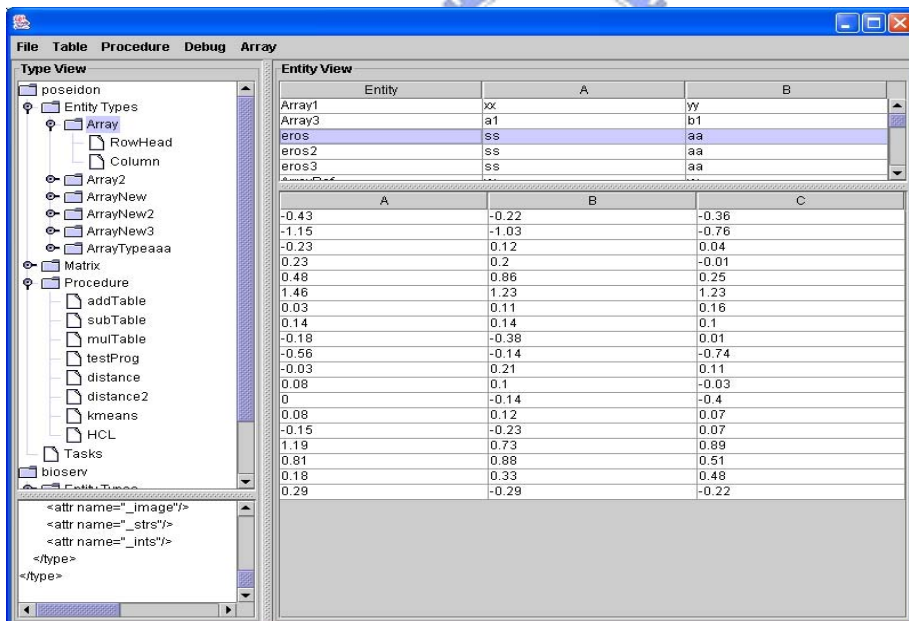 File Table Procedure Debug Array
Type View
poseidon
Entity Types
Array
RowHead
Column
Array2
ArrayNew
ArrayNew2
ArrayNew3
ArrayTypeaaa
Matrix
Procedure
addTable
subTable
mulTable
testProg
distance
distance2
kmeans
HCL
Tasks
bioserv
Entity Types
<attr name="_image"/>
<attr name="_strs"/>
<attr name="_ints"/>
</type>
</type>
Entity View
Entity A B
Array1 xx yy
Array3 a1 b1
eros ss aa
eros2 ss aa
eros3 ss aa
A B C
-0.43 -0.22 -0.36
-1.15 -1.03 -0.76
-0.23 0.12 0.04
0.23 0.2 -0.01
0.48 0.86 0.25
1.46 1.23 1.23
0.03 0.11 0.16
0.14 0.14 0.1
-0.18 -0.38 0.01
-0.56 -0.14 -0.74
-0.03 0.21 0.11
0.08 0.1 -0.03
0 -0.14 -0.4
0.08 0.12 0.07
-0.15 -0.23 0.07
1.19 0.73 0.89
0.81 0.88 0.51
0.18 0.33 0.48
0.29 -0.29 -0.22